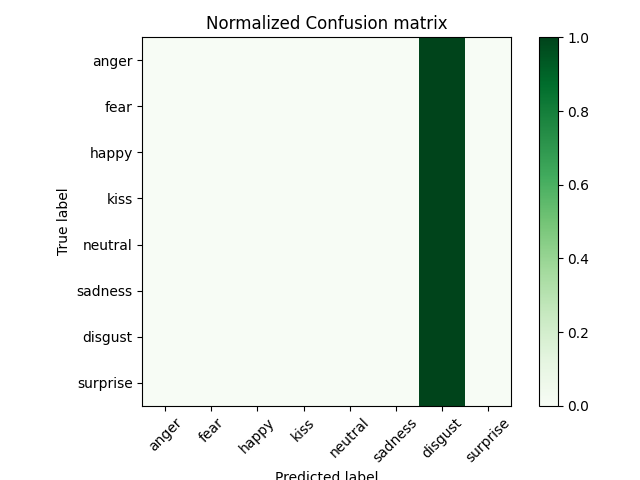 Normalized Confusion matrix
True label
anger
fear
happy
kiss
neutral
sadness
disgust
surprise
anger
fear
happy
kiss
neutral
sadness
disgust
surprise
Predicted label
1.0
0.8
0.6
0.4
0.2
0.0